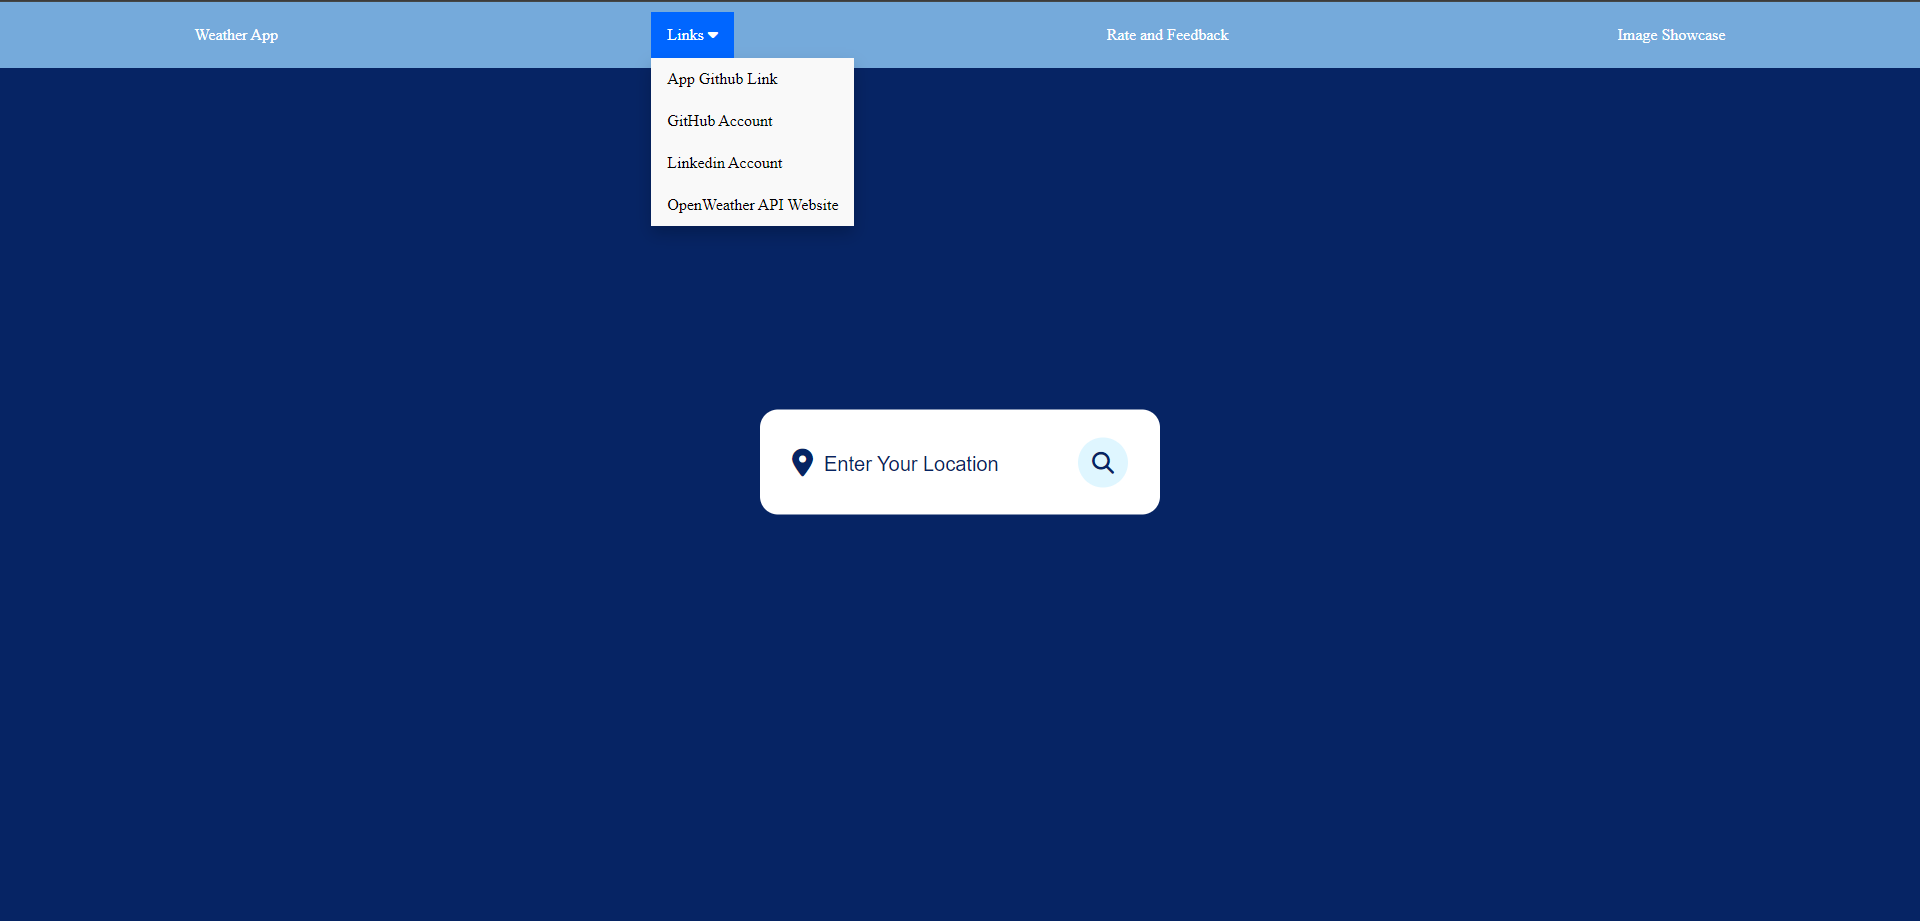 Weather App
Links
Rate and Feedback
Image Showcase
App Github Link
GitHub Account
Linkedin Account
OpenWeather API Website
Enter Your Location